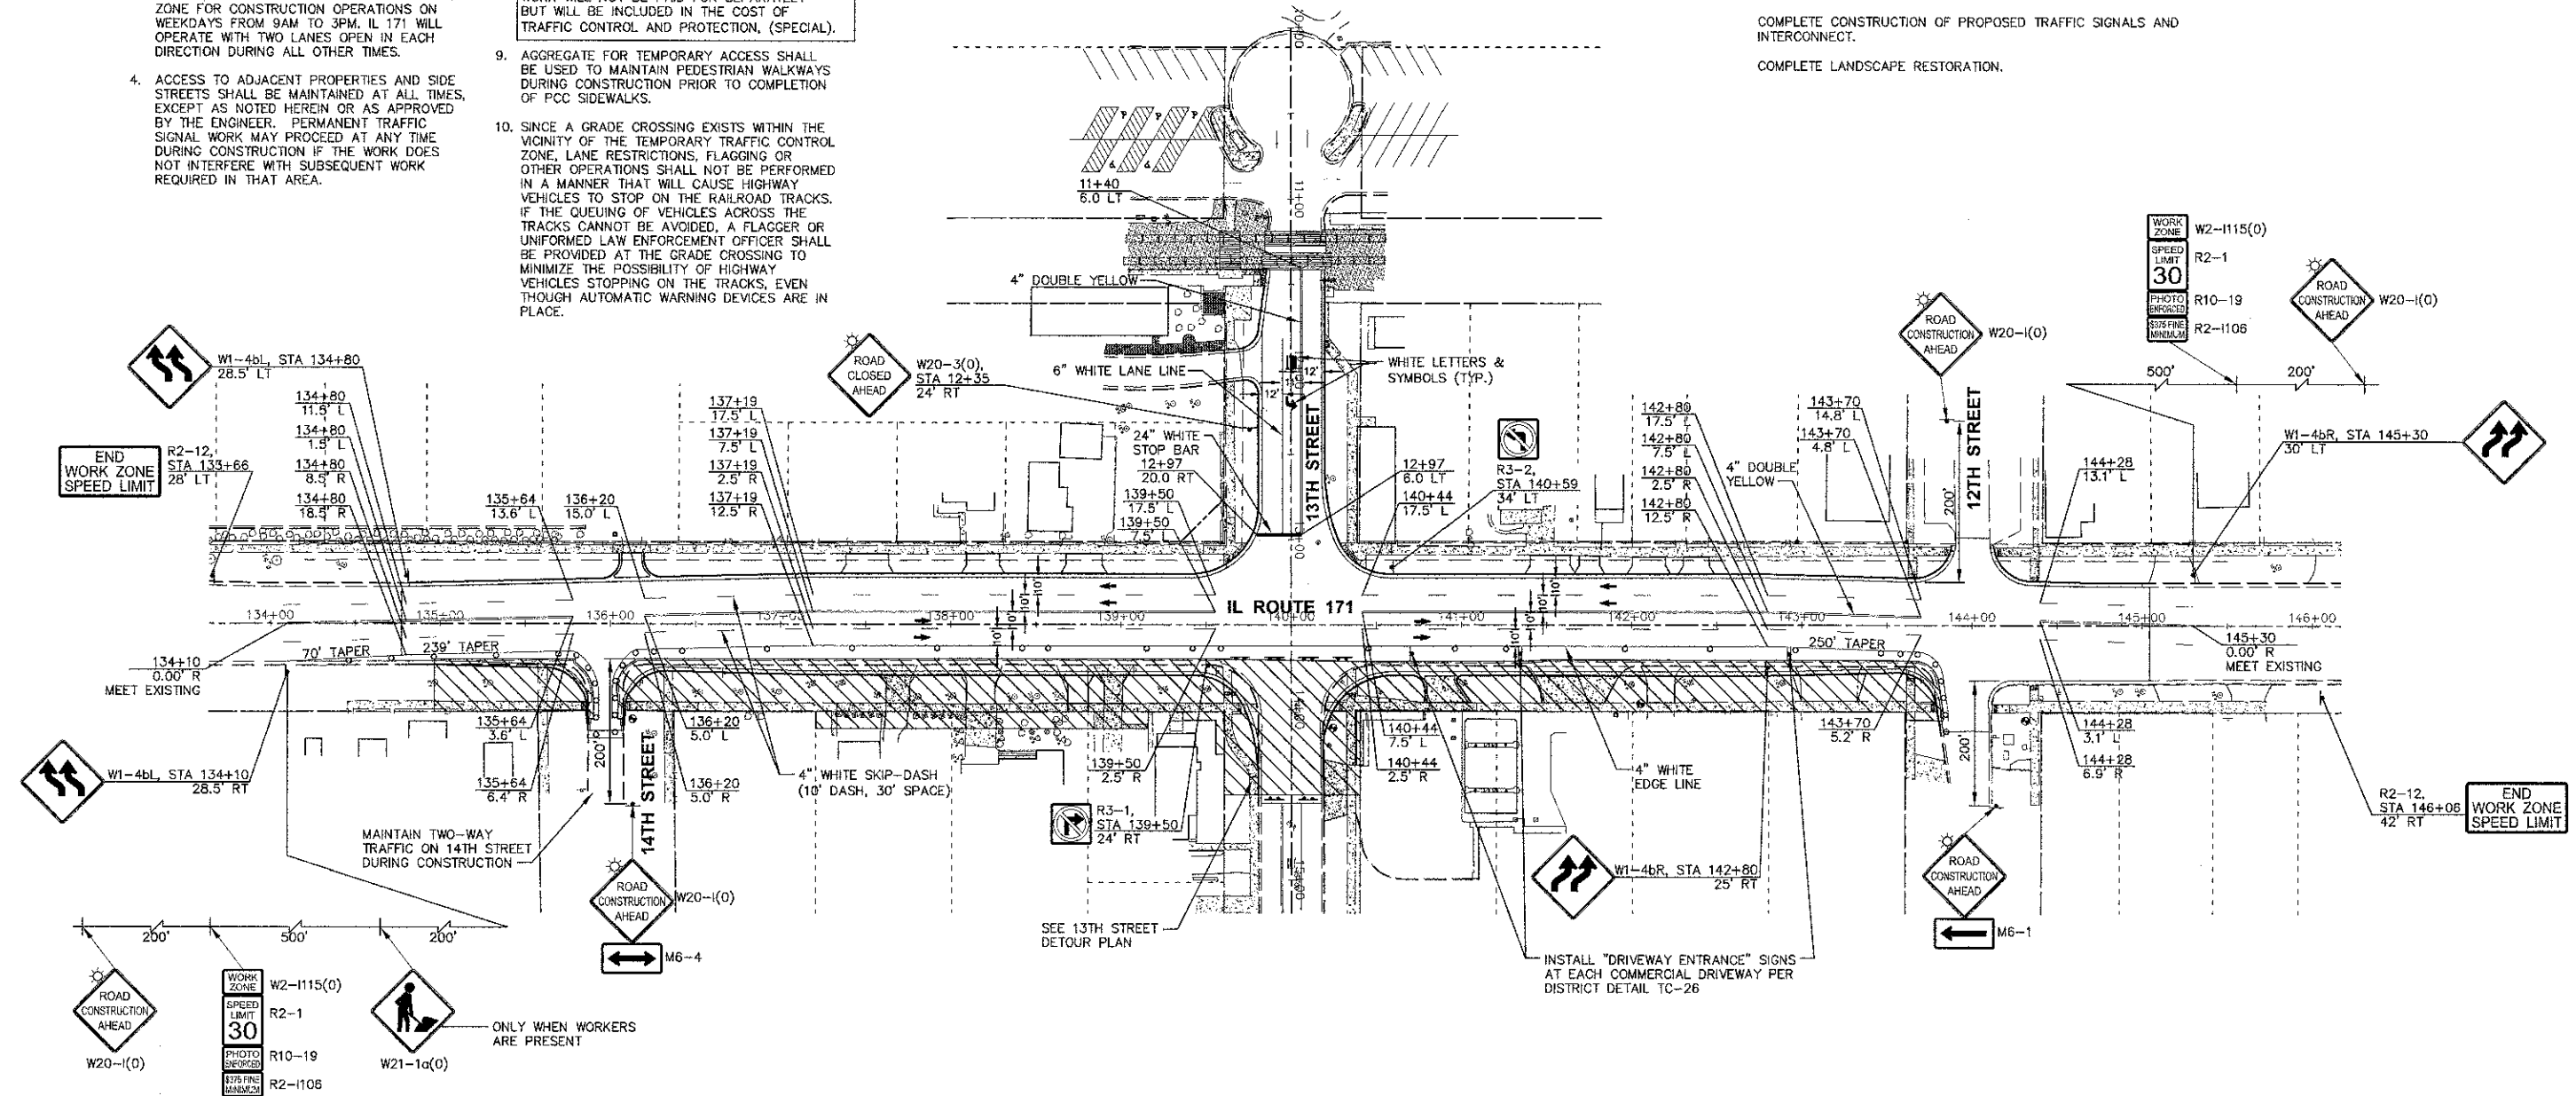 ZONE FOR CONSTRUCTION OPERATIONS ON
WEEKDAYS FROM 9AM TO 3PM. IL 171 WILL
OPERATE WITH TWO LANES OPEN IN EACH
DIRECTION DURING ALL OTHER TIMES.
4. ACCESS TO ADJACENT PROPERTIES AND SIDE
STREETS SHALL BE MAINTAINED AT ALL TIMES,
EXCEPT AS NOTED HEREIN OR AS APPROVED
BY THE ENGINEER. PERMANENT TRAFFIC
SIGNAL WORK MAY PROCEED AT ANY TIME
DURING CONSTRUCTION IF THE WORK DOES
NOT INTERFERE WITH SUBSEQUENT WORK
REQUIRED IN THAT AREA.
BUT WILL BE INCLUDED IN THE COST OF
TRAFFIC CONTROL AND PROTECTION, (SPECIAL).
9. AGGREGATE FOR TEMPORARY ACCESS SHALL
BE USED TO MAINTAIN PEDESTRIAN WALKWAYS
DURING CONSTRUCTION PRIOR TO COMPLETION
OF PCC SIDEWALKS.
10. SINCE A GRADE CROSSING EXISTS WITHIN THE
VICINITY OF THE TEMPORARY TRAFFIC CONTROL
ZONE, LANE RESTRICTIONS, FLAGGING OR
OTHER OPERATIONS SHALL NOT BE PERFORMED
IN A MANNER THAT WILL CAUSE HIGHWAY
VEHICLES TO STOP ON THE RAILROAD TRACKS.
IF THE QUEUING OF VEHICLES ACROSS THE
TRACKS CANNOT BE AVOIDED, A FLAGGER OR
UNIFORMED LAW ENFORCEMENT OFFICER SHALL
BE PROVIDED AT THE GRADE CROSSING TO
MINIMIZE THE POSSIBILITY OF HIGHWAY
VEHICLES STOPPING ON THE TRACKS, EVEN
THOUGH AUTOMATIC WARNING DEVICES ARE IN
PLACE.
COMPLETE CONSTRUCTION OF PROPOSED TRAFFIC SIGNALS AND
INTERCONNECT.
COMPLETE LANDSCAPE RESTORATION.
11+00
11+40
6.0 LT
4" DOUBLE YELLOW
6" WHITE LANE LINE
WHITE LETTERS &
SYMBOLS (TYP.)
12'
12'
24" WHITE
STOP BAR
12+97
20.0 RT
139+50
17.5' L
139+50
7.5' L
13TH STREET
12+97
6.0 LT
140+44
17.5' L
R3-2,
STA 140+59
34' LT
ROAD
CLOSED
AHEAD
W20-3(0),
STA 12+35
24' RT
W1-4bL, STA 134+80
28.5' LT
END
WORK ZONE
SPEED LIMIT
R2-12,
STA 133+66
28' LT
134+80
11.5' L
134+80
1.5' L
134+80
8.5' R
134+80
18.5' R
135+64
13.6' L
136+20
15.0' L
137+19
17.5' L
137+19
7.5' L
137+19
2.5' R
137+19
12.5' R
142+80
17.5' L
142+80
7.5' L
142+80
2.5' R
142+80
12.5' R
4" DOUBLE
YELLOW
143+70
14.8' L
143+70
4.8' L
ROAD
CONSTRUCTION
AHEAD
W20-I(0)
12TH STREET
200'
144+28
13.1' L
WORK
ZONE
W2-I115(0)
SPEED
LIMIT
30
R2-1
PHOTO
ENFORCED
R10-19
$375 FINE
MINIMUM
R2-I106
ROAD
CONSTRUCTION
AHEAD
W20-I(0)
500'
200'
W1-4bR, STA 145+30
30' LT
134+00
135+00
136+00
137+00
138+00
139+00
IL ROUTE 171
140+00
141+00
142+00
143+00
144+00
145+00
146+00
10'
10'
10'
10'
10'
10'
10'
10'
70' TAPER
239' TAPER
250' TAPER
134+10
0.00' R
MEET EXISTING
145+30
0.00' R
MEET EXISTING
W1-4bL, STA 134+10
28.5' RT
135+64
3.6' L
135+64
6.4' R
200'
14TH STREET
136+20
5.0' L
136+20
5.0' R
4" WHITE SKIP-DASH
(10' DASH, 30' SPACE)
MAINTAIN TWO-WAY
TRAFFIC ON 14TH STREET
DURING CONSTRUCTION
139+50
2.5' R
R3-1,
STA 139+50
24' RT
14+00
15+00
140+44
7.5' L
140+44
2.5' R
4" WHITE
EDGE LINE
W1-4bR, STA 142+80
25' RT
143+70
5.2' R
200'
144+28
3.1' L
144+28
6.9' R
R2-12,
STA 146+06
42' RT
END
WORK ZONE
SPEED LIMIT
ROAD
CONSTRUCTION
AHEAD
W20-I(0)
M6-4
SEE 13TH STREET
DETOUR PLAN
INSTALL "DRIVEWAY ENTRANCE" SIGNS
AT EACH COMMERCIAL DRIVEWAY PER
DISTRICT DETAIL TC-26
ROAD
CONSTRUCTION
AHEAD
M6-1
200'
500'
200'
ROAD
CONSTRUCTION
AHEAD
W20-I(0)
WORK
ZONE
W2-I115(0)
SPEED
LIMIT
30
R2-1
PHOTO
ENFORCED
R10-19
$375 FINE
MINIMUM
R2-I106
W21-1a(0)
ONLY WHEN WORKERS
ARE PRESENT